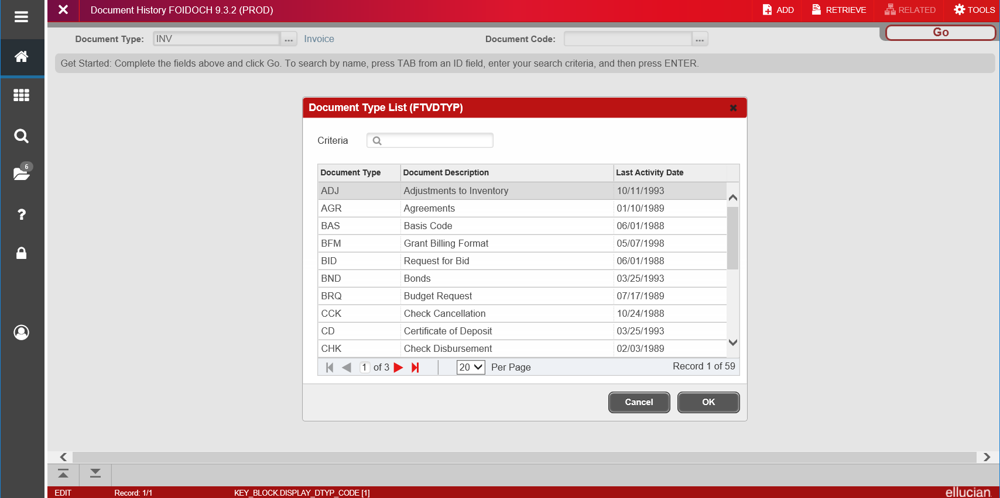 Document History FOIDOCH 9.3.2 (PROD)
ADD
RETRIEVE
RELATED
TOOLS
Document Type: INV ... Invoice
Document Code: ...
Go
Get Started: Complete the fields above and click Go. To search by name, press TAB from an ID field, enter your search criteria, and then press ENTER.
6
?
Document Type List (FTVDTYP)
Criteria
Document Type Document Description Last Activity Date
ADJ Adjustments to Inventory 10/11/1993
AGR Agreements 01/10/1989
BAS Basis Code 06/01/1988
BFM Grant Billing Format 05/07/1998
BID Request for Bid 06/01/1988
BND Bonds 03/25/1993
BRQ Budget Request 07/17/1989
CCK Check Cancellation 10/24/1988
CD Certificate of Deposit 03/25/1993
CHK Check Disbursement 02/03/1989
1 of 3 20 Per Page Record 1 of 59
Cancel OK
EDIT Record: 1/1 KEY_BLOCK.DISPLAY_DTYP_CODE [1] ellucian